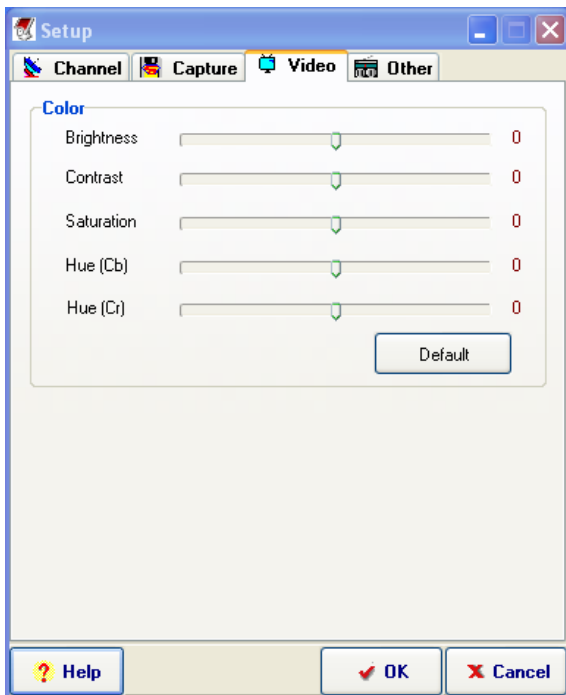 Setup
Channel Capture Video Other
Color
Brightness 0
Contrast 0
Saturation 0
Hue (Cb) 0
Hue (Cr) 0
Default
Help OK Cancel